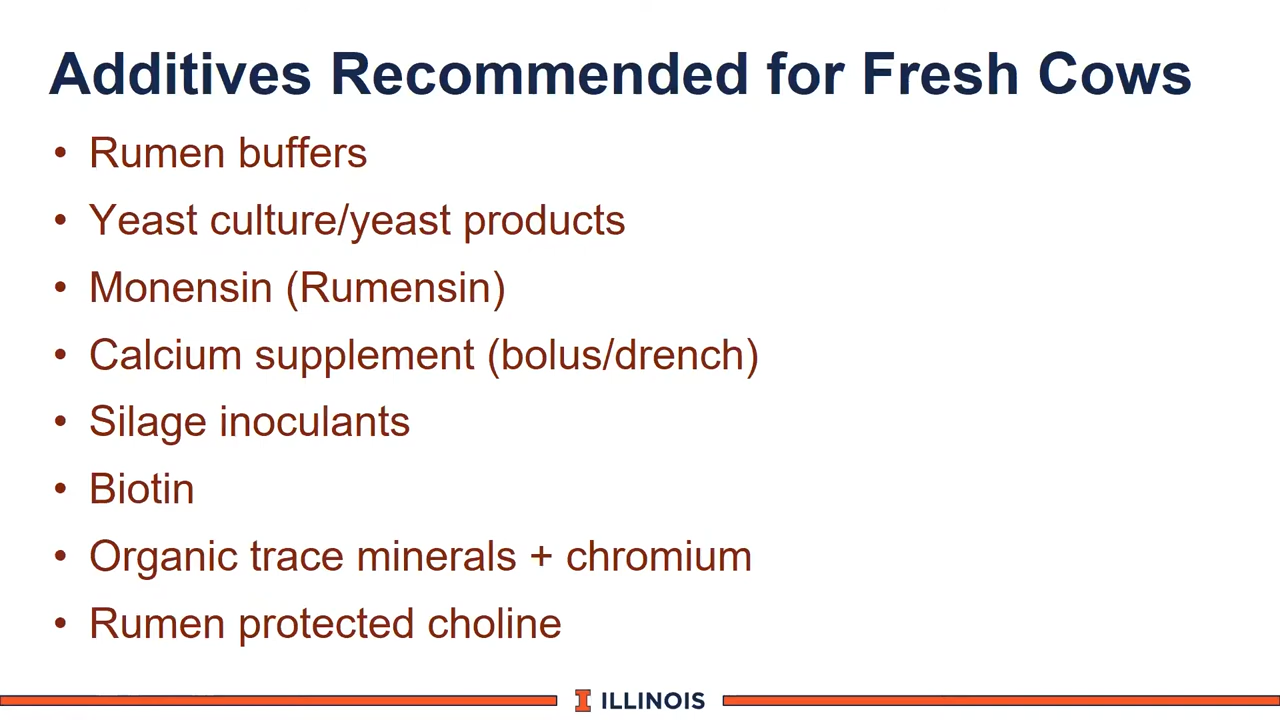 Additives Recommended for Fresh Cows
• Rumen buffers
• Yeast culture/yeast products
• Monensin (Rumensin)
• Calcium supplement (bolus/drench)
• Silage inoculants
• Biotin
• Organic trace minerals + chromium
• Rumen protected choline
I ILLINOIS